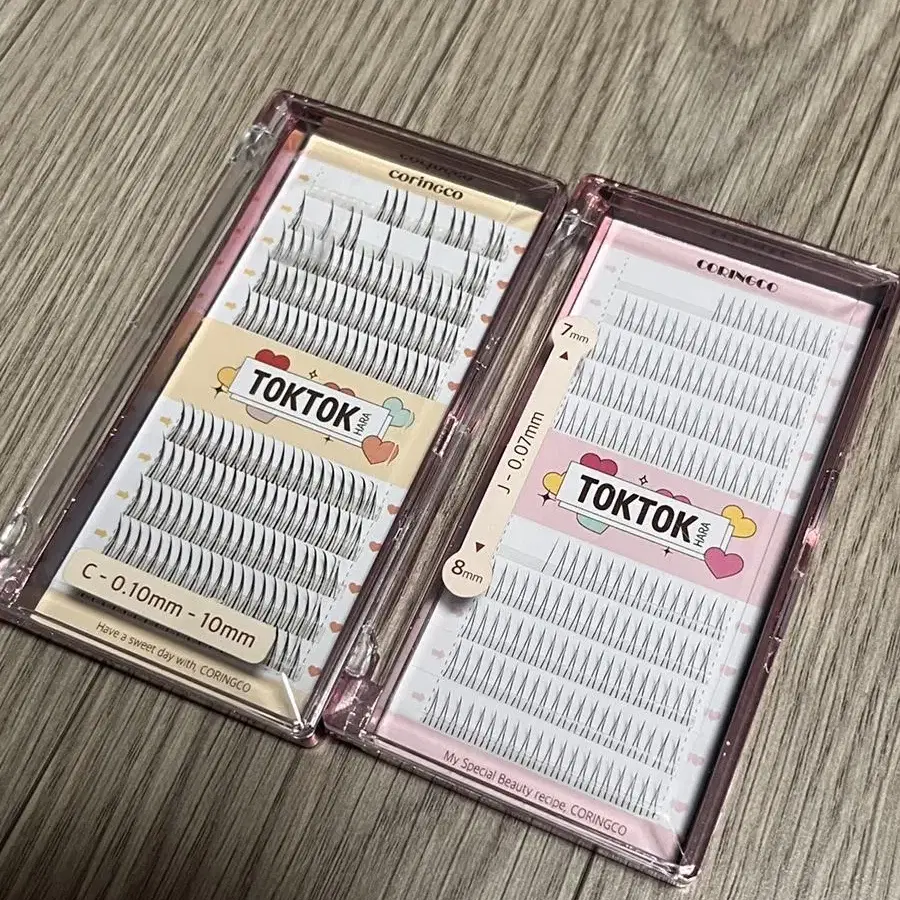 coringco
TOKTOK
HARA
C - 0.10mm - 10mm
Have a sweet day with, CORINGCO
CORINGCO
7mm
J - 0.07mm
8mm
TOKTOK
HARA
My Special Beauty recipe, CORINGCO